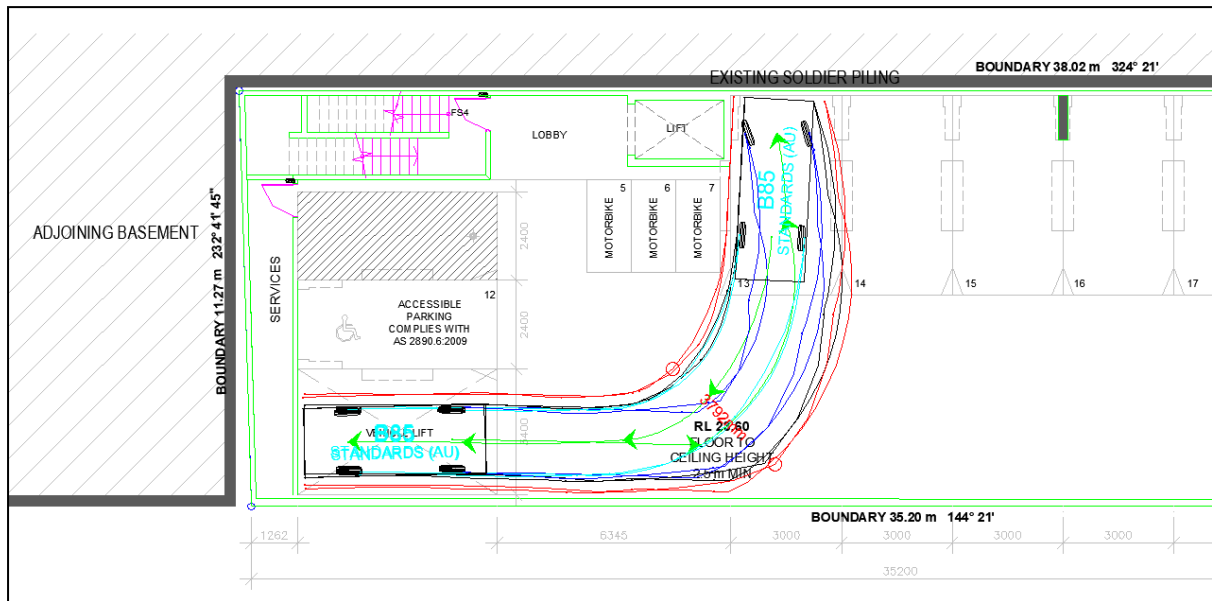 BOUNDARY 38.02 m 324° 21'
EXISTING SOLDIER PILING
FS4
LOBBY
LIFT
5
6
7
MOTORBIKE
MOTORBIKE
MOTORBIKE
B85
STANDARDS (AU)
ADJOINING BASEMENT
BOUNDARY 11.27 m 232° 41' 45"
SERVICES
2400
12
ACCESSIBLE
PARKING
COMPLIES WITH
AS 2890.6:2009
2400
13
14
15
16
17
VEHICLE LIFT
B85
STANDARDS (AU)
RL 23.60
FLOOR TO
CEILING HEIGHT
2.5 m MIN
BOUNDARY 35.20 m 144° 21'
1262
6345
3000
3000
3000
3000
35200